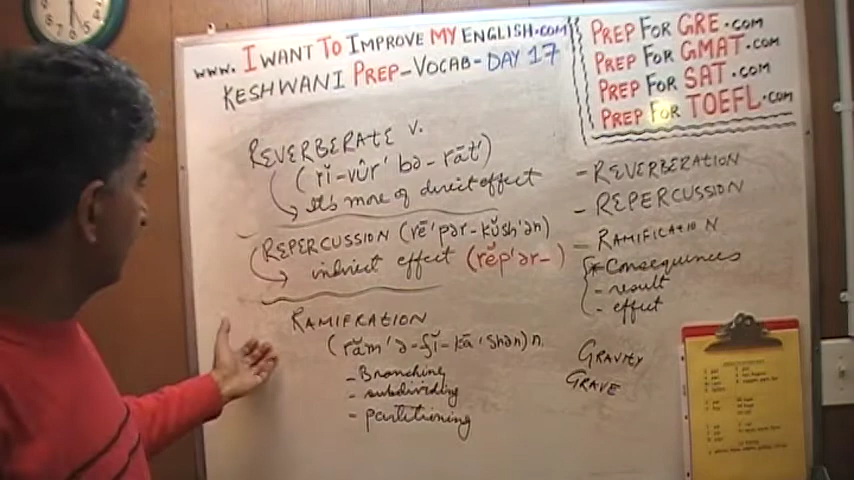 www. I WANT TO IMPROVE MY ENGLISH.COM
KESHWANI PREP-VOCAB-DAY 17
PREP FOR GRE.COM
PREP FOR GMAT.COM
PREP FOR SAT.COM
PREP FOR TOEFL.COM
REVERBERATE v.
(rĭ-vûr'bə-rāt')
It's more of direct effect
REPERCUSSION (rē'pər-kŭsh'ən)
indirect effect (rĕp'ər-)
RAMIFRATION
(răm'ə-fĭ-kā'shən) n.
- Branching
- subdividing
- partitioning
- REVERBERATION
- REPERCUSSION
- RAMIFICATION
* Consequences
- result
- effect
GRAVITY
GRAVE